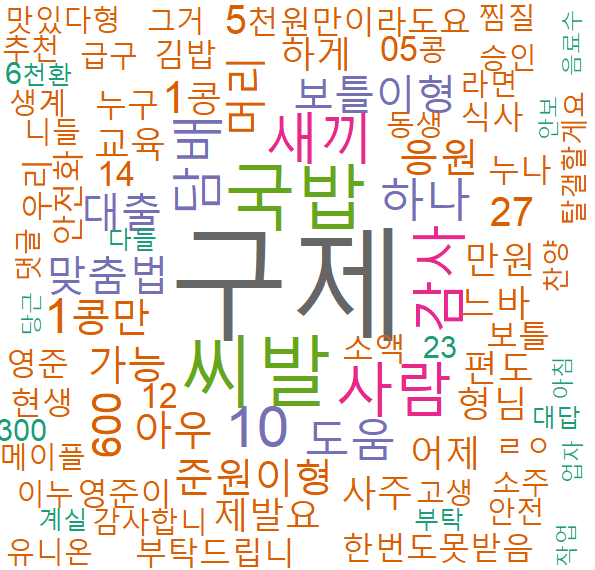 맛있다형 그거 5천원만이라도요 찜질
추천 급구 김밥 하게 05콩 승인 음료수
6천환 1콩 머리 보틀이형 라면
생계 누구 담배 새끼 동생 식사 안보
니들 교육 응원 탈갤할게요
우리 안전화 14 국밥 하나 누나
대출 27
댓글 다들 구제 감사 만원 찬양
맞춤법 느바
당근 1콩만 보틀
영준 가능 씨발 소액 23 편도 아침
현생 12 사람 형님
300 600 아우 10 도움 대답
메이플 어제 ㄹㅇ 업자
이누 영준이 준원이형 사주 고생 소주
계실 감사합니 제발요 부탁 안전
유니온 부탁드립니 한번도못받음 작업